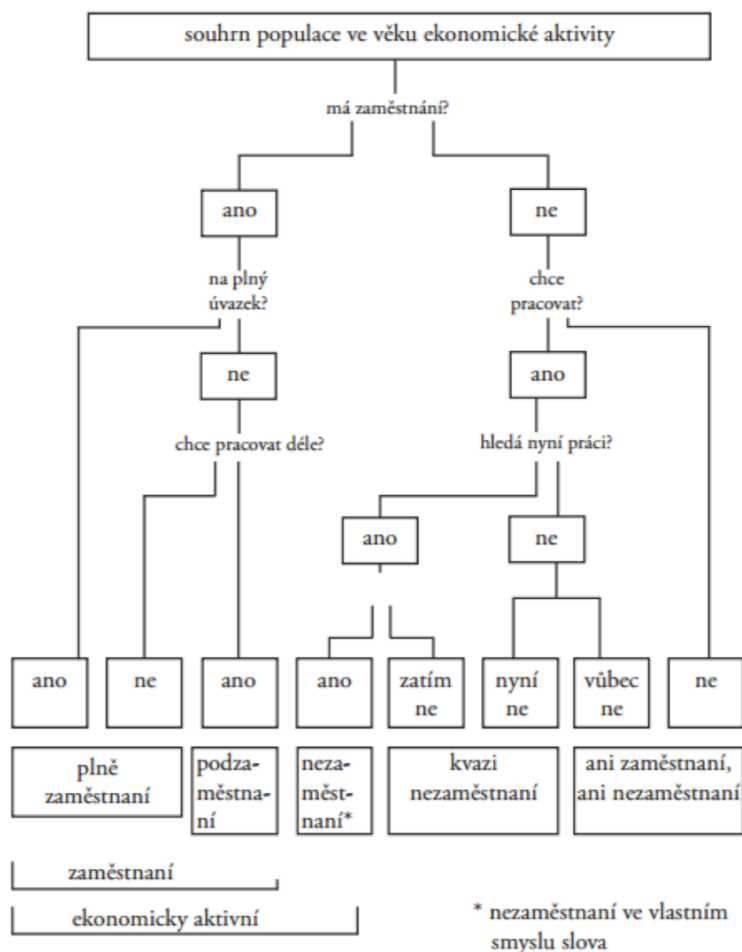 souhrn populace ve věku ekonomické aktivity
má zaměstnání?
ano
ne
na plný
úvazek?
chce
pracovat?
ne
ano
chce pracovat déle?
hledá nyní práci?
ano
ne
ano
ne
ano
ano
zatím
ne
nyní
ne
vůbec
ne
ne
plně
zaměstnaní
podza-
městna-
ní
neza-
měst-
naní*
kvazi
nezaměstnaní
ani zaměstnaní,
ani nezaměstnaní
zaměstnaní
ekonomicky aktivní
* nezaměstnaní ve vlastním
smyslu slova